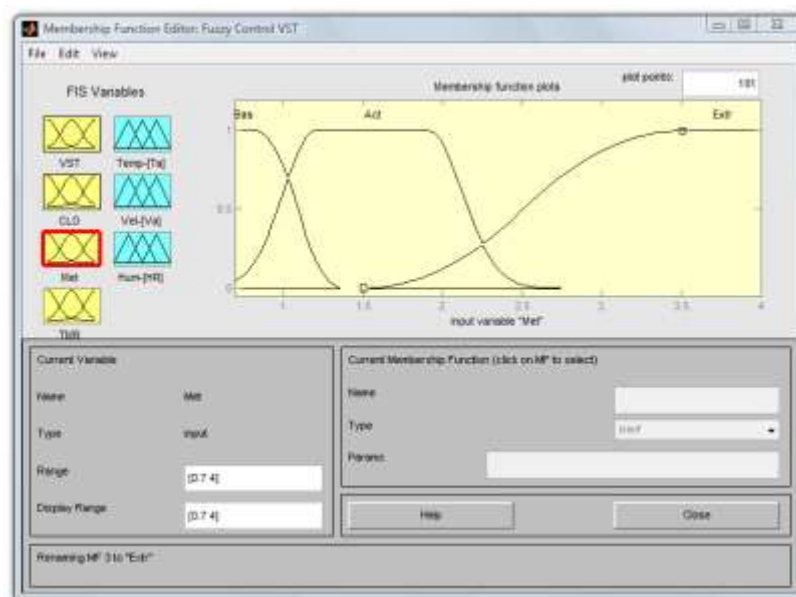 Membership Function Editor: Fuzzy Control VST
File Edit View
FIS Variables
Membership function plots
plot points:
181
VST
Temp-[Ta]
CLO
Vel-[Va]
Met
Hum-[HR]
TMR
Bas
Act
Extr
1
0.5
0
1
1.5
2
2.5
3
3.5
4
input variable "Met"
Current Variable
Name
Met
Type
input
Range
[0.7 4]
Display Range
[0.7 4]
Current Membership Function (click on MF to select)
Name
Type
Params
Help
Close
Renaming MF 3 to "Extr"